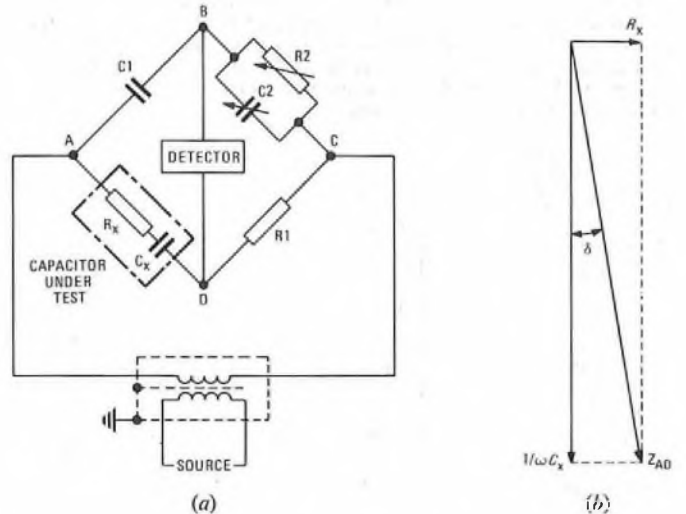 B
C1
R2
C2
A
DETECTOR
C
Rx
Cx
R1
CAPACITOR
UNDER
TEST
D
SOURCE
(a)
Rx
δ
1/ωCx
ZAD
(b)